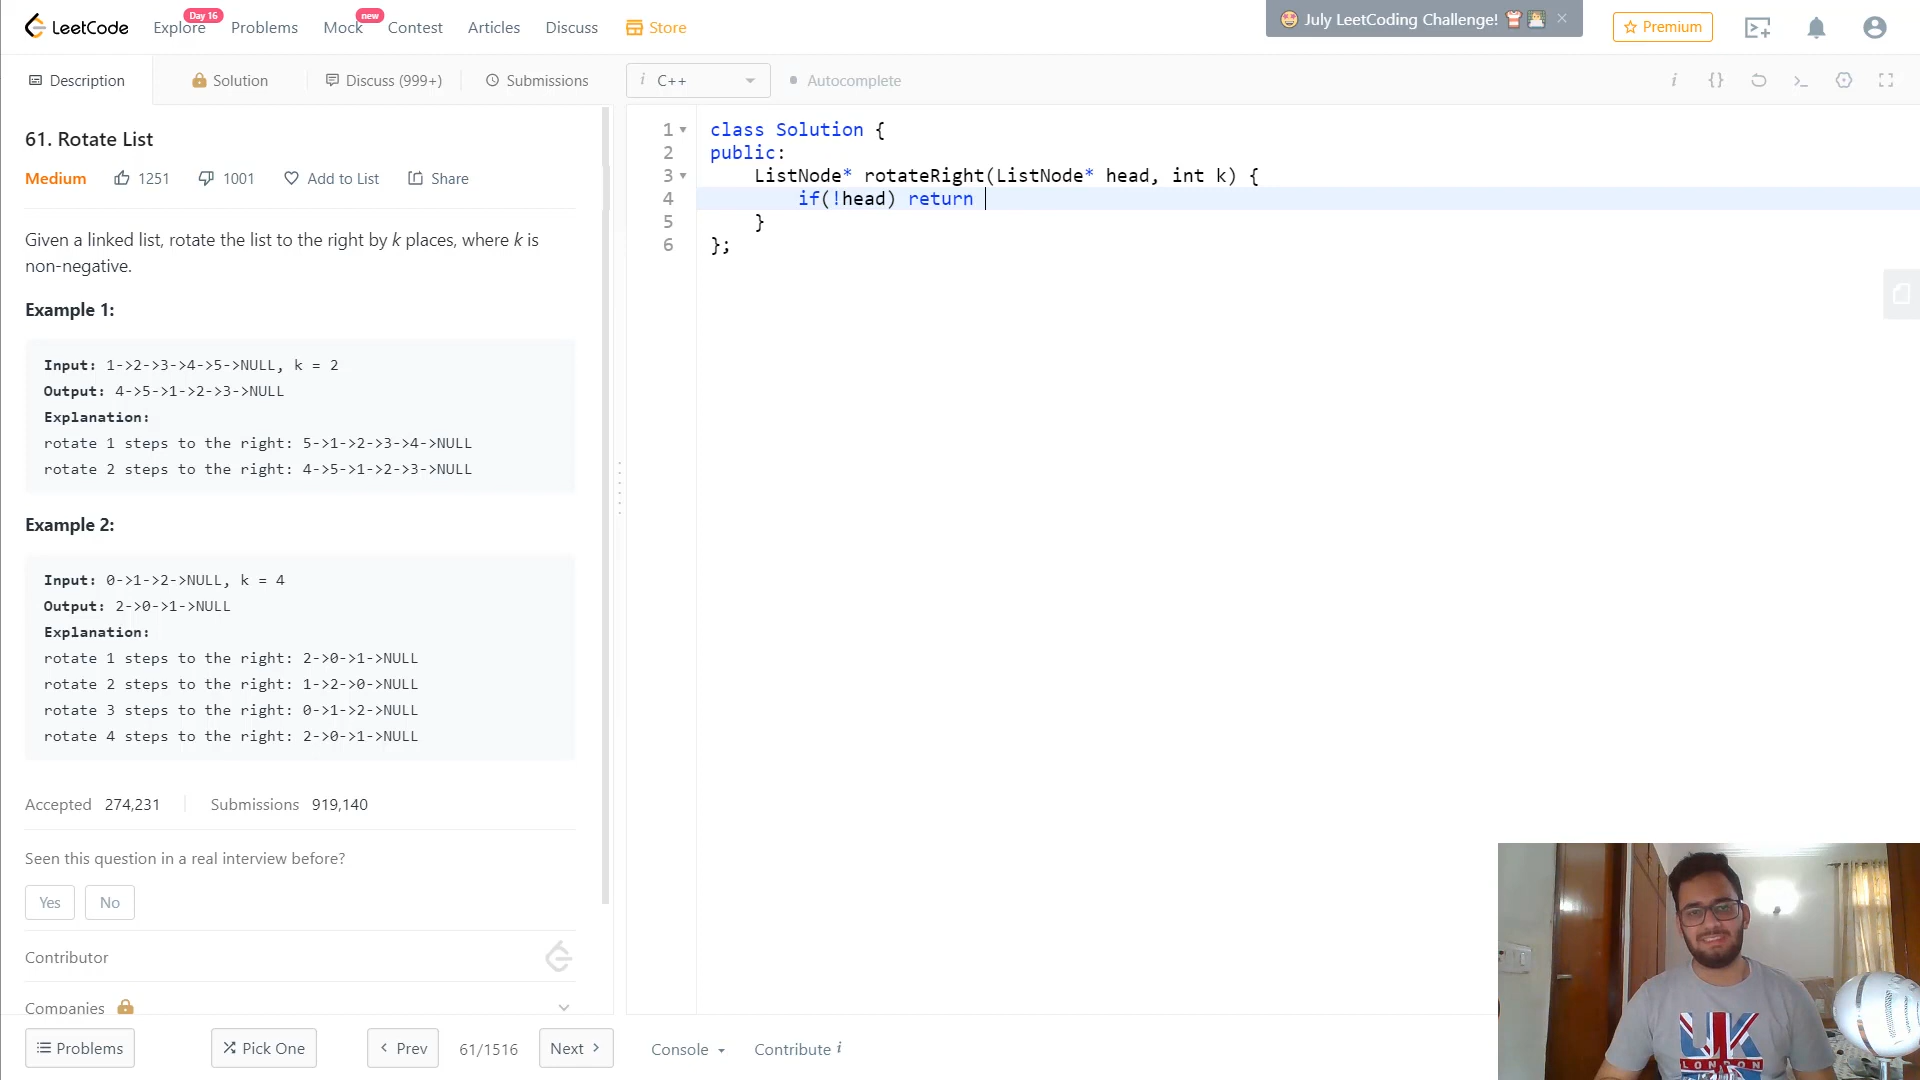 LeetCode Explore Day 16 Problems Mock new Contest Articles Discuss Store July LeetCoding Challenge! Premium
Description Solution Discuss (999+) Submissions i C++ Autocomplete
61. Rotate List
Medium 1251 1001 Add to List Share
Given a linked list, rotate the list to the right by k places, where k is
non-negative.
Example 1:
Input: 1->2->3->4->5->NULL, k = 2
Output: 4->5->1->2->3->NULL
Explanation:
rotate 1 steps to the right: 5->1->2->3->4->NULL
rotate 2 steps to the right: 4->5->1->2->3->NULL
Example 2:
Input: 0->1->2->NULL, k = 4
Output: 2->0->1->NULL
Explanation:
rotate 1 steps to the right: 2->0->1->NULL
rotate 2 steps to the right: 1->2->0->NULL
rotate 3 steps to the right: 0->1->2->NULL
rotate 4 steps to the right: 2->0->1->NULL
Accepted 274,231 Submissions 919,140
Seen this question in a real interview before?
Yes No
Contributor
Companies
Problems Pick One Prev 61/1516 Next Console Contribute i
1 class Solution {
2 public:
3 ListNode* rotateRight(ListNode* head, int k) {
4 if(!head) return
5 }
6 };
UK
LONDON